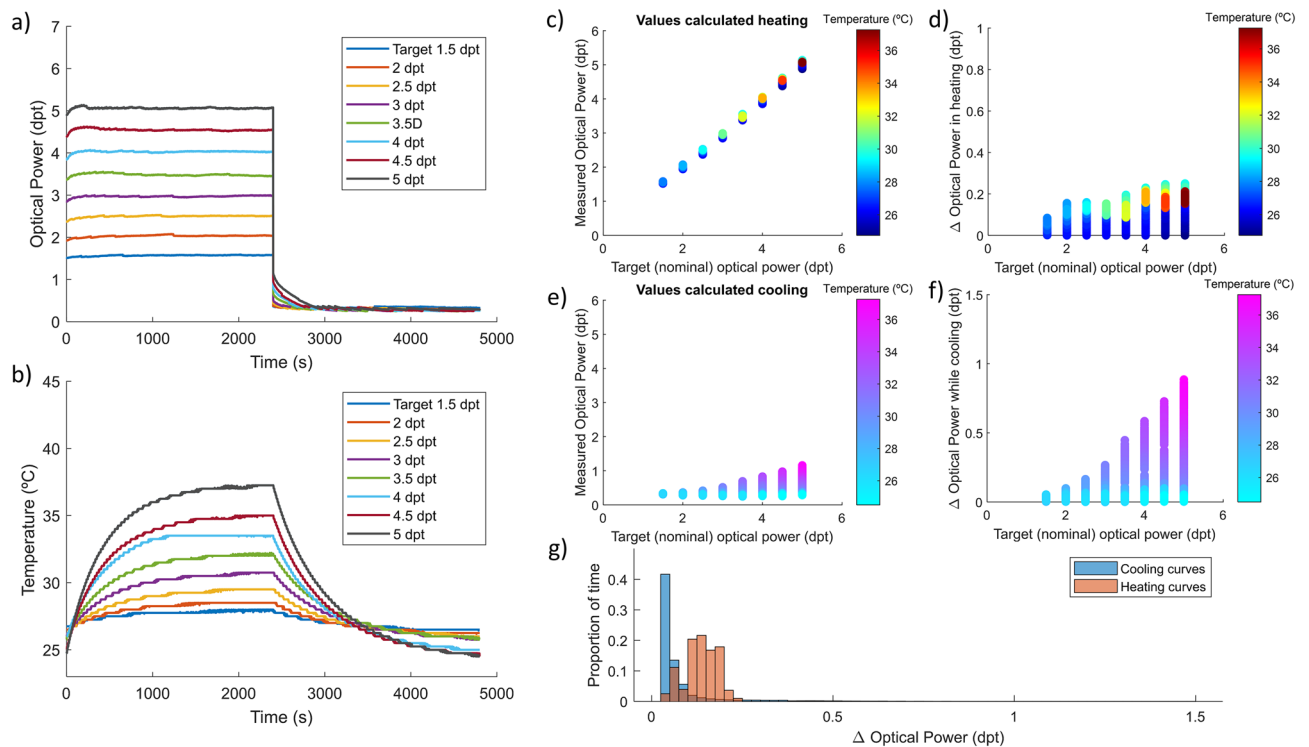 a)
Optical Power (dpt)
7
6
5
4
3
2
1
0
0 1000 2000 3000 4000 5000
Time (s)
Target 1.5 dpt
2 dpt
2.5 dpt
3 dpt
3.5D
4 dpt
4.5 dpt
5 dpt
b)
Temperature (ºC)
45
40
35
30
25
0 1000 2000 3000 4000 5000
Time (s)
Target 1.5 dpt
2 dpt
2.5 dpt
3 dpt
3.5 dpt
4 dpt
4.5 dpt
5 dpt
c)
Values calculated heating
Temperature (ºC)
Measured Optical Power (dpt)
6
5
4
3
2
1
0
0 2 4 6
Target (nominal) optical power (dpt)
36
34
32
30
28
26
d)
Temperature (ºC)
Δ Optical Power in heating (dpt)
1
0.8
0.6
0.4
0.2
0
0 2 4 6
Target (nominal) optical power (dpt)
36
34
32
30
28
26
e)
Values calculated cooling
Temperature (ºC)
Measured Optical Power (dpt)
6
5
4
3
2
1
0
0 2 4 6
Target (nominal) optical power (dpt)
36
34
32
30
28
26
f)
Temperature (ºC)
Δ Optical Power while cooling (dpt)
1.5
1
0.5
0
0 2 4 6
Target (nominal) optical power (dpt)
36
34
32
30
28
26
g)
Proportion of time
0.4
0.2
0.1
0
0 0.5 1 1.5
Δ Optical Power (dpt)
Cooling curves
Heating curves